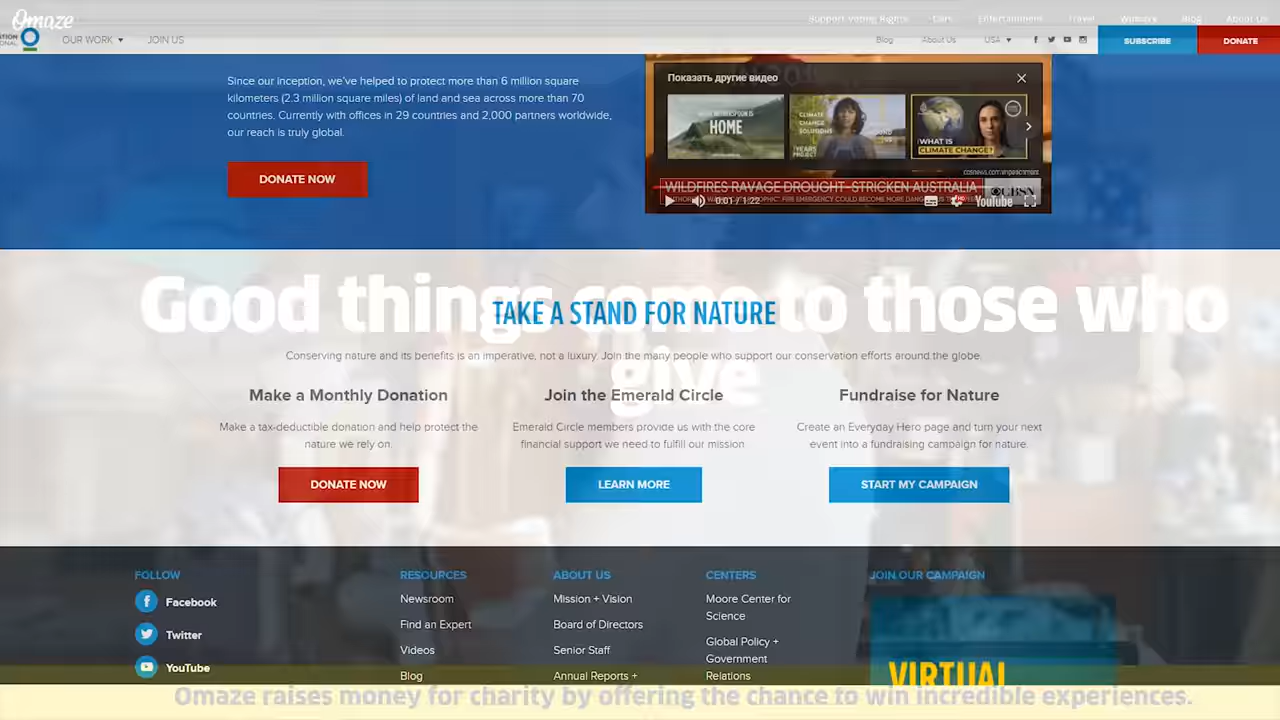 Omaze
Support Voting Rights Cars Entertainment Travel Winners Blog About Us
OUR WORK JOIN US Blog About Us USA SUBSCRIBE DONATE
Since our inception, we've helped to protect more than 6 million square
kilometers (2.3 million square miles) of land and sea across more than 70
countries. Currently with offices in 29 countries and 2,000 partners worldwide,
our reach is truly global.
DONATE NOW
Показать другие видео
HOME
CLIMATE
CHANGE
SOLUTIONS
WHAT IS
CLIMATE CHANGE?
WILDFIRES RAVAGE DROUGHT-STRICKEN AUSTRALIA
CBSN
0:01 / 1:22
YouTube
Good things come to those who
give
TAKE A STAND FOR NATURE
Conserving nature and its benefits is an imperative, not a luxury. Join the many people who support our conservation efforts around the globe.
Make a Monthly Donation
Make a tax-deductible donation and help protect the
nature we rely on.
DONATE NOW
Join the Emerald Circle
Emerald Circle members provide us with the core
financial support we need to fulfill our mission
LEARN MORE
Fundraise for Nature
Create an Everyday Hero page and turn your next
event into a fundraising campaign for nature.
START MY CAMPAIGN
FOLLOW
Facebook
Twitter
YouTube
RESOURCES
Newsroom
Find an Expert
Videos
Blog
ABOUT US
Mission + Vision
Board of Directors
Senior Staff
Annual Reports +
CENTERS
Moore Center for
Science
Global Policy +
Government
Relations
JOIN OUR CAMPAIGN
VIRTUAL
Omaze raises money for charity by offering the chance to win incredible experiences.